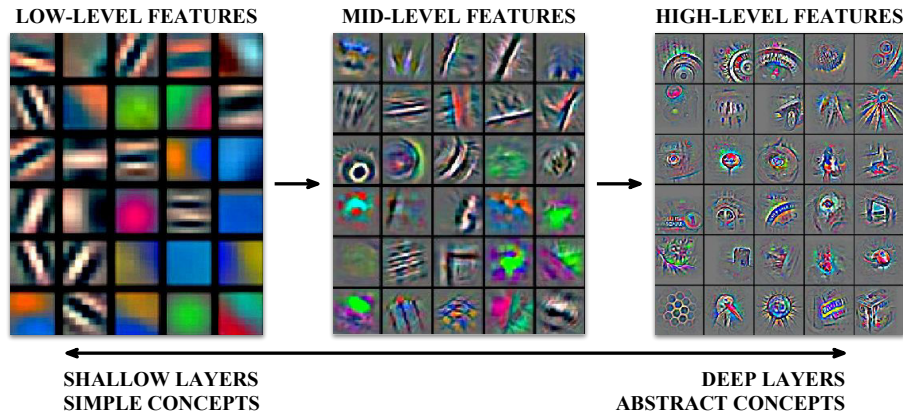 LOW-LEVEL FEATURES
MID-LEVEL FEATURES
HIGH-LEVEL FEATURES
SHALLOW LAYERS
SIMPLE CONCEPTS
DEEP LAYERS
ABSTRACT CONCEPTS